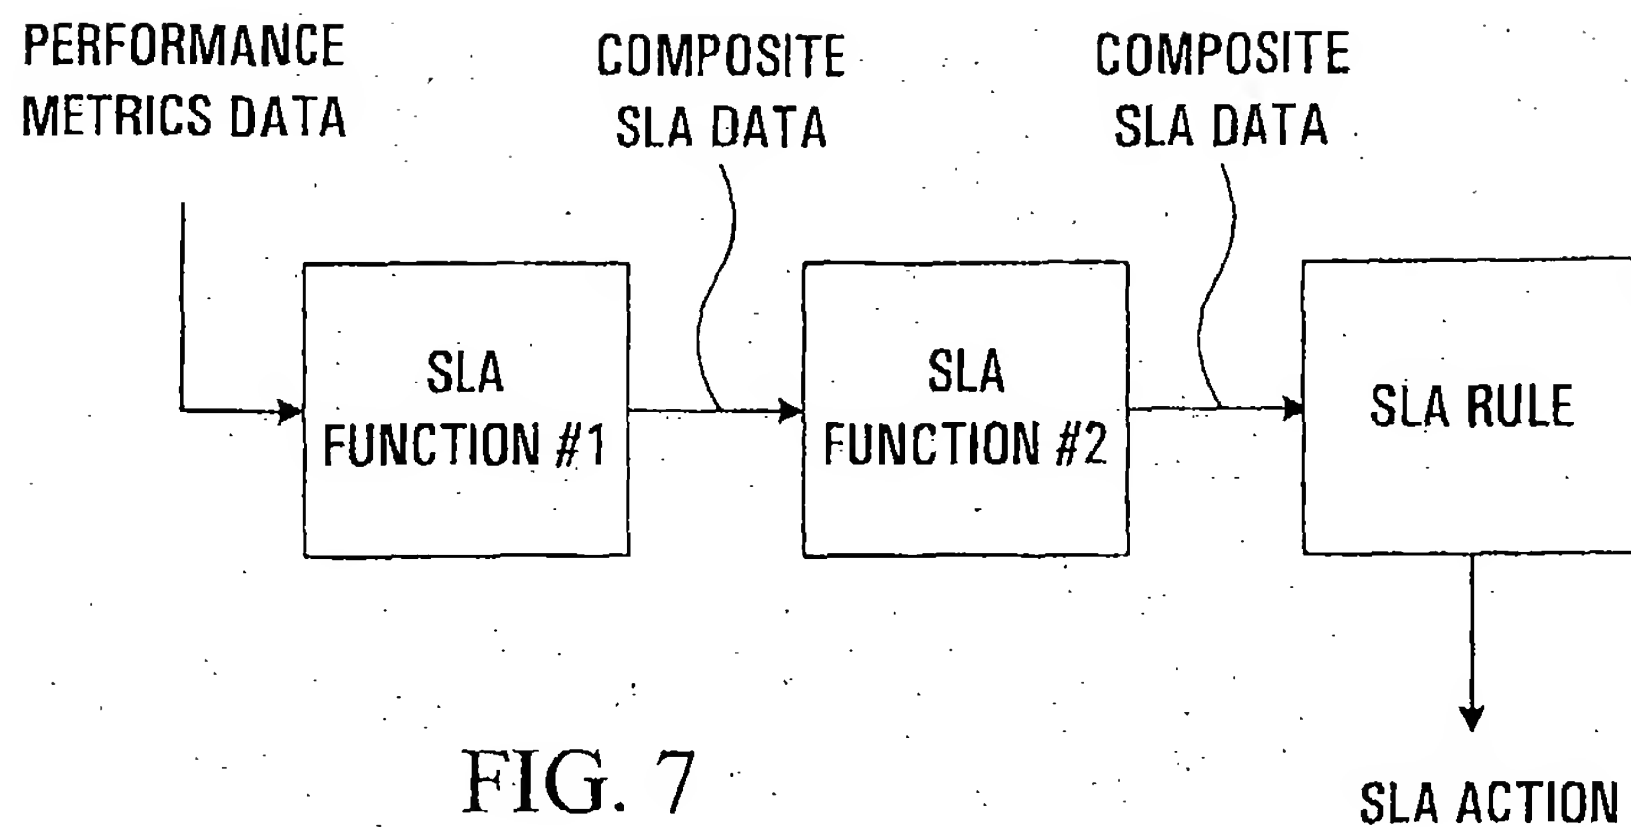 PERFORMANCE
METRICS DATA
COMPOSITE
SLA DATA
COMPOSITE
SLA DATA
SLA
FUNCTION #1
SLA
FUNCTION #2
SLA RULE
SLA ACTION
FIG. 7